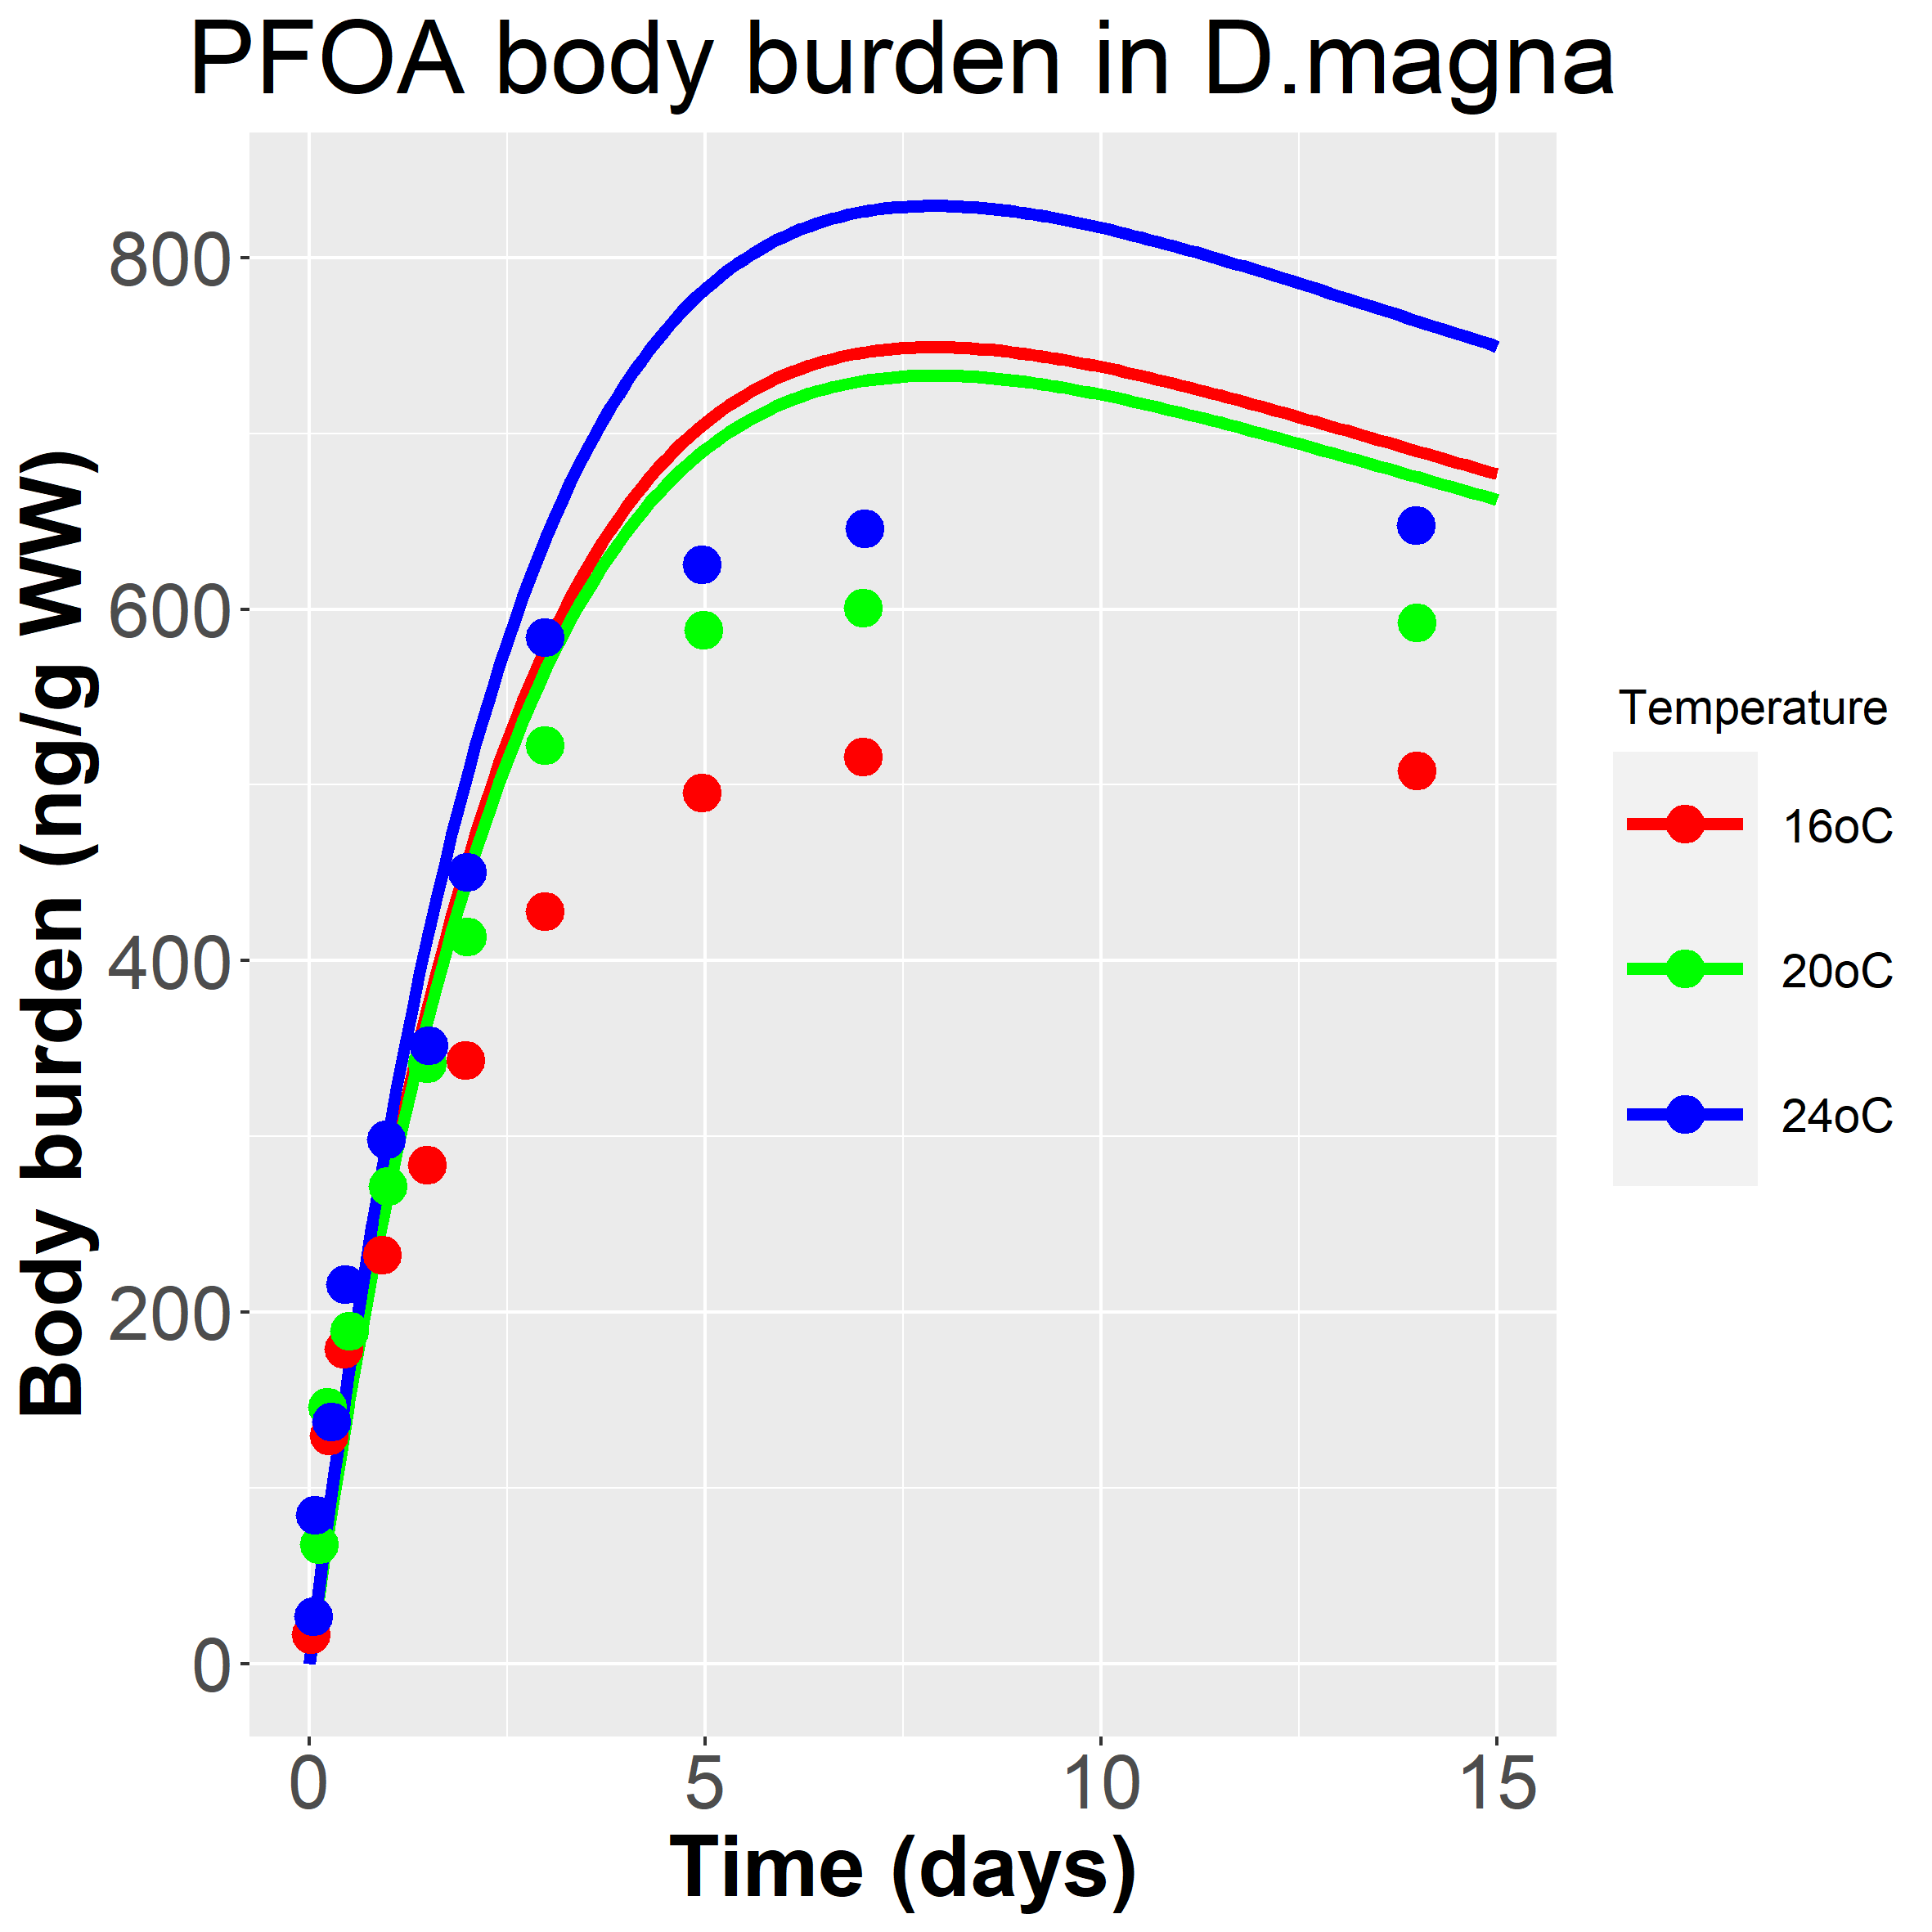 PFOA body burden in D.magna
Body burden (ng/g WW)
800
600
400
200
0
0 5 10 15
Time (days)
Temperature
16oC
20oC
24oC